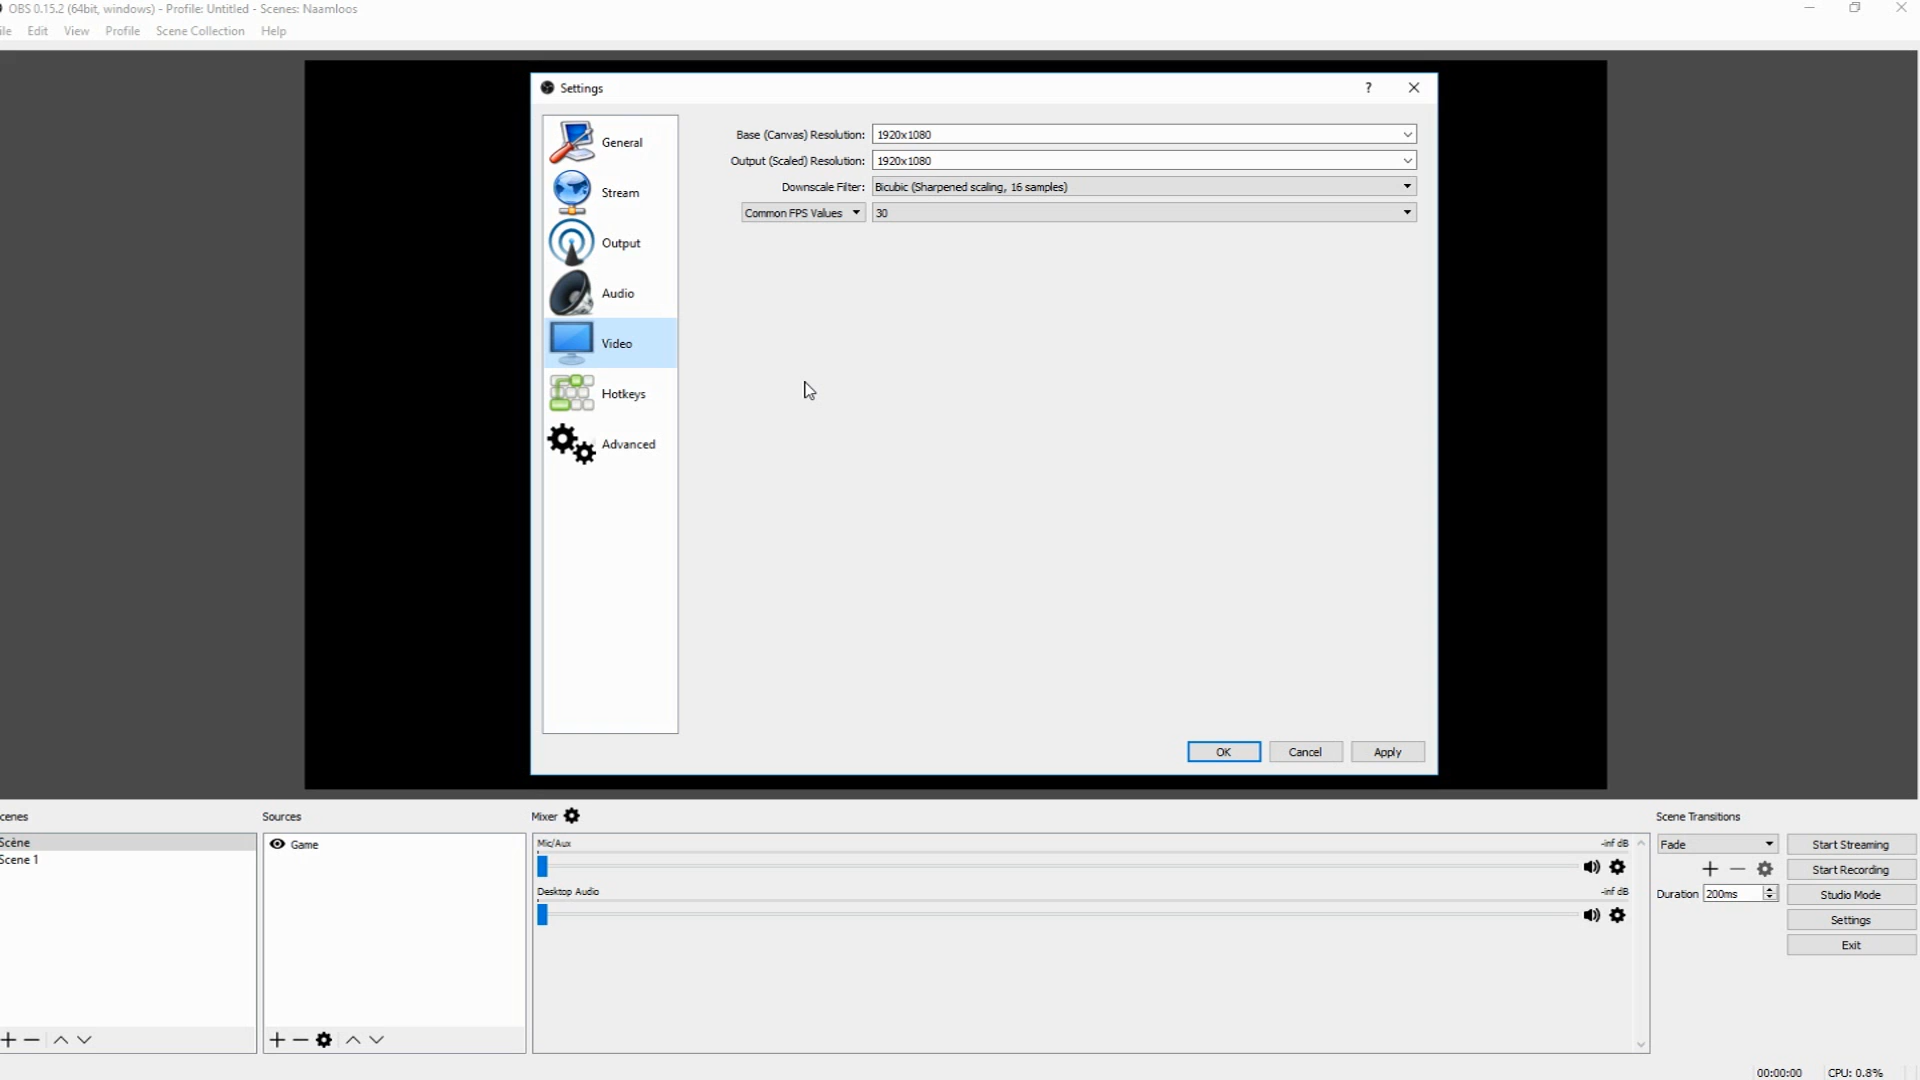 OBS 0.15.2 (64bit, windows) - Profile: Untitled - Scenes: Naamloos
ile Edit View Profile Scene Collection Help
Settings ?
General
Stream
Output
Audio
Video
Hotkeys
Advanced
Base (Canvas) Resolution: 1920x1080
Output (Scaled) Resolution: 1920x1080
Downscale Filter: Bicubic (Sharpened scaling, 16 samples)
Common FPS Values 30
OK Cancel Apply
cenes
Scène
Scene 1
Sources
Game
Mixer
Mic/Aux -inf dB
Desktop Audio -inf dB
Scene Transitions
Fade
Duration 200ms
Start Streaming
Start Recording
Studio Mode
Settings
Exit
00:00:00 CPU: 0.8%